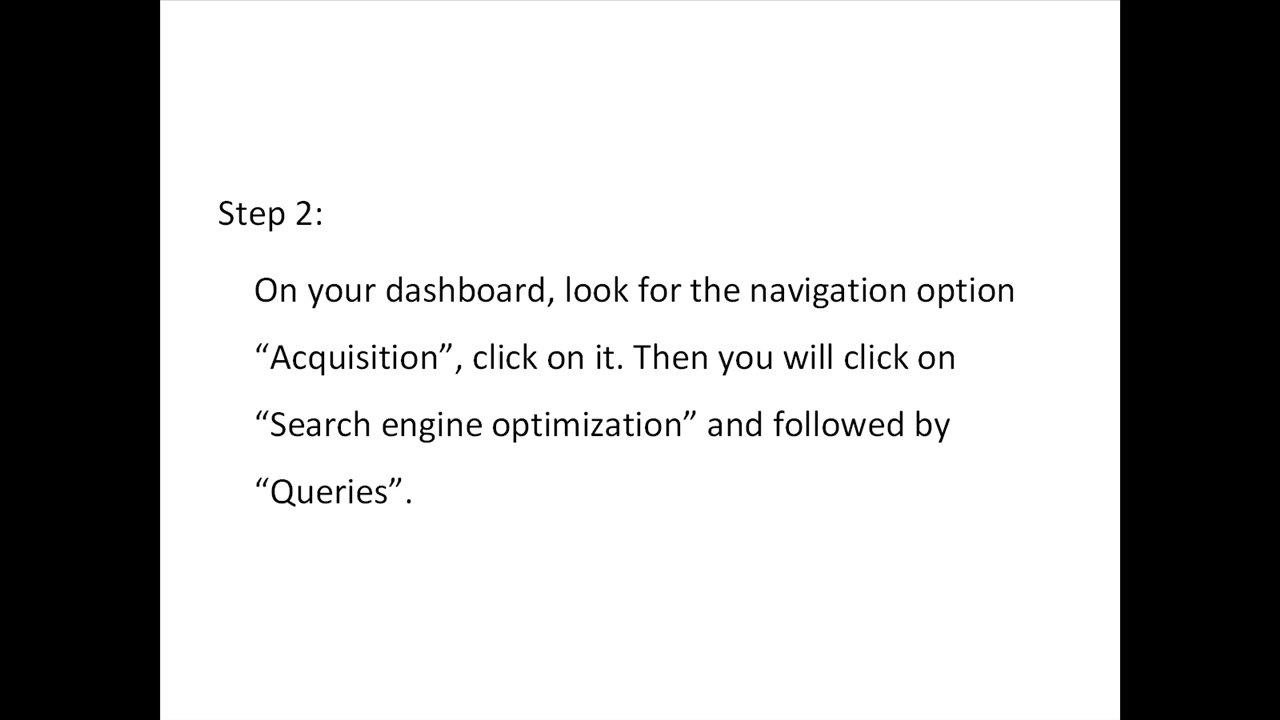 Step 2:
On your dashboard, look for the navigation option
“Acquisition”, click on it. Then you will click on
“Search engine optimization” and followed by
“Queries”.